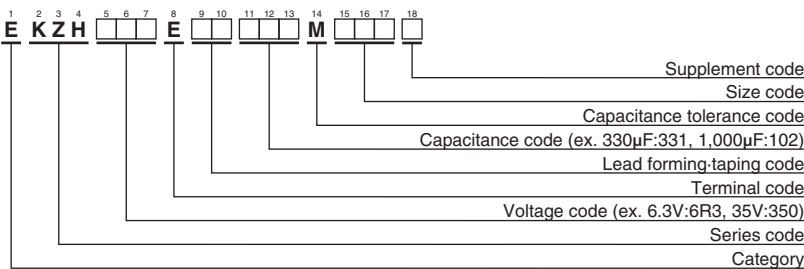 1 2 3 4 5 6 7 8 9 10 11 12 13 14 15 16 17 18
E K Z H E M
Supplement code
Size code
Capacitance tolerance code
Capacitance code (ex. 330µF:331, 1,000µF:102)
Lead forming·taping code
Terminal code
Voltage code (ex. 6.3V:6R3, 35V:350)
Series code
Category